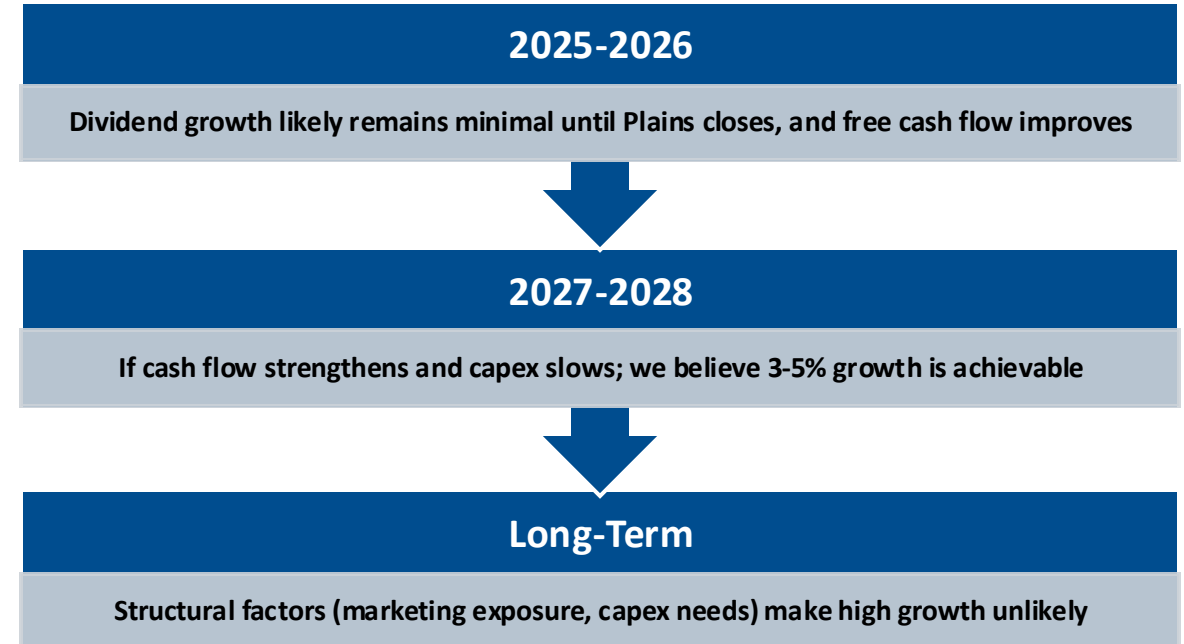 2025-2026
Dividend growth likely remains minimal until Plains closes, and free cash flow improves
2027-2028
If cash flow strengthens and capex slows; we believe 3-5% growth is achievable
Long-Term
Structural factors (marketing exposure, capex needs) make high growth unlikely